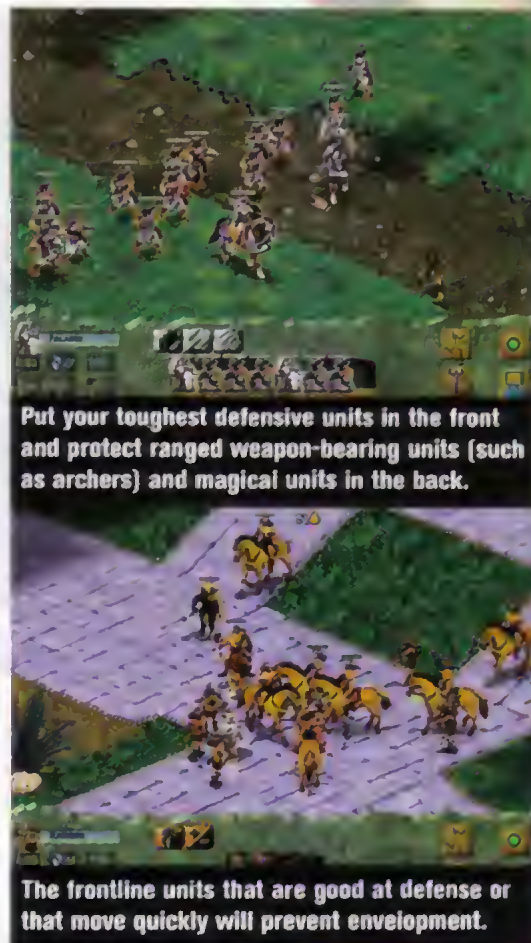 Put your toughest defensive units in the front
and protect ranged weapon-bearing units (such
as archers) and magical units in the back.
The frontline units that are good at defense or
that move quickly will prevent envelopment.